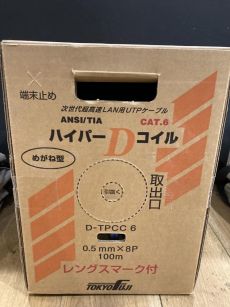 端末止め
次世代超高速LAN用UTPケーブル
ANSI/TIA CAT.6
ハイパーDコイル
めがね型
取出口
D-TPCC 6
0.5mm×8P
100m
レングスマーク付
TOKYO FUJI